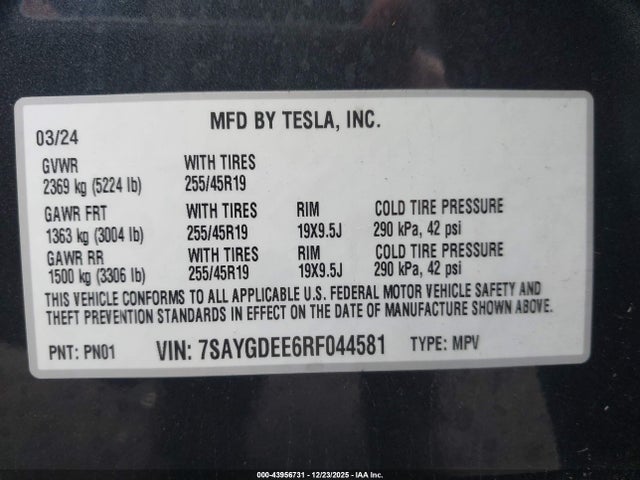 MFD BY TESLA, INC.
03/24
GVWR WITH TIRES
2369 kg (5224 lb) 255/45R19
GAWR FRT WITH TIRES RIM COLD TIRE PRESSURE
1363 kg (3004 lb) 255/45R19 19X9.5J 290 kPa, 42 psi
GAWR RR WITH TIRES RIM COLD TIRE PRESSURE
1500 kg (3306 lb) 255/45R19 19X9.5J 290 kPa, 42 psi
THIS VEHICLE CONFORMS TO ALL APPLICABLE U.S. FEDERAL MOTOR VEHICLE SAFETY AND
THEFT PREVENTION STANDARDS IN EFFECT ON THE DATE OF MANUFACTURE SHOWN ABOVE.
PNT: PN01 VIN: 7SAYGDEE6RF044581 TYPE: MPV
000-43956731 - 12/23/2025 - IAA Inc.